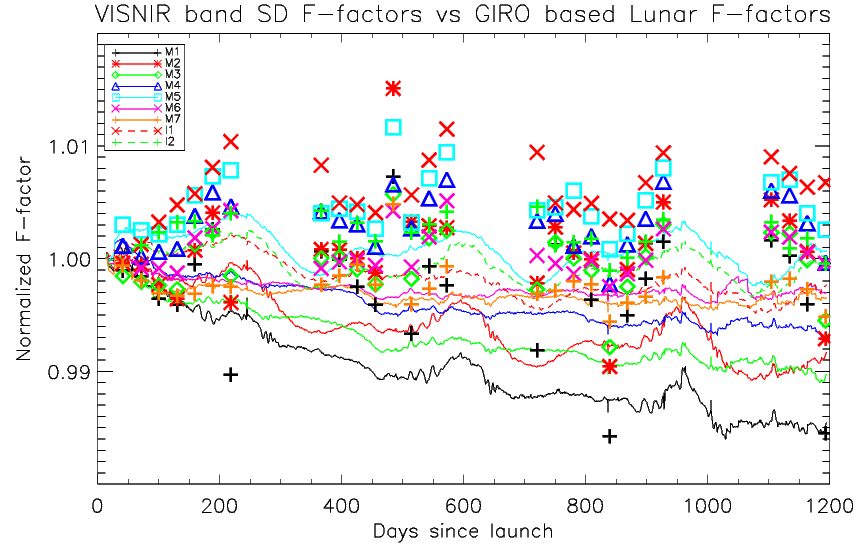 VISNIR band SD F-factors vs GIRO based Lunar F-factors
M1
M2
M3
M4
M5
M6
M7
I1
I2
1.01
1.00
0.99
Normalized F-factor
0 200 400 600 800 1000 1200
Days since launch